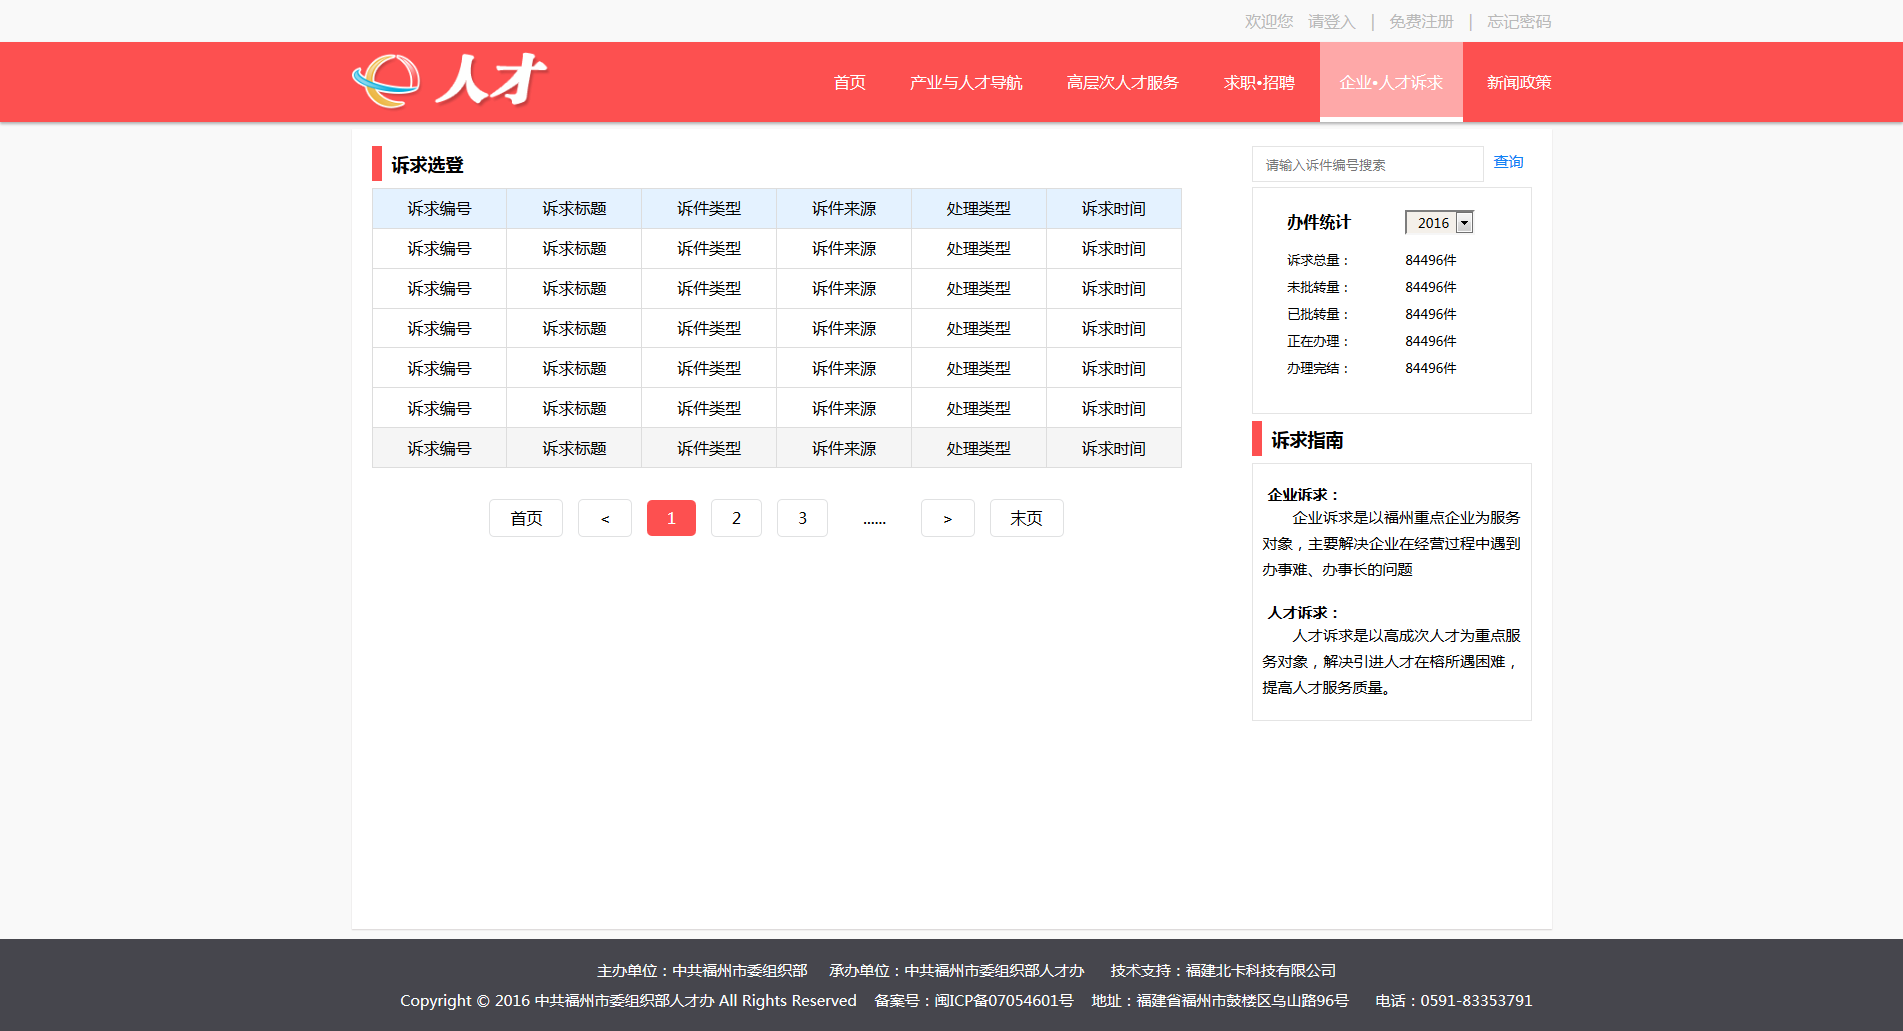 欢迎您 请登入 | 免费注册 | 忘记密码
人才
首页 产业与人才导航 高层次人才服务 求职•招聘 企业•人才诉求 新闻政策
诉求选登
诉求编号 诉求标题 诉件类型 诉件来源 处理类型 诉求时间
诉求编号 诉求标题 诉件类型 诉件来源 处理类型 诉求时间
诉求编号 诉求标题 诉件类型 诉件来源 处理类型 诉求时间
诉求编号 诉求标题 诉件类型 诉件来源 处理类型 诉求时间
诉求编号 诉求标题 诉件类型 诉件来源 处理类型 诉求时间
诉求编号 诉求标题 诉件类型 诉件来源 处理类型 诉求时间
诉求编号 诉求标题 诉件类型 诉件来源 处理类型 诉求时间
首页 < 1 2 3 ...... > 末页
请输入诉件编号搜索 查询
办件统计 2016
诉求总量： 84496件
未批转量： 84496件
已批转量： 84496件
正在办理： 84496件
办理完结： 84496件
诉求指南
企业诉求：
企业诉求是以福州重点企业为服务
对象，主要解决企业在经营过程中遇到
办事难、办事长的问题
人才诉求：
人才诉求是以高成次人才为重点服
务对象，解决引进人才在榕所遇困难，
提高人才服务质量。
主办单位：中共福州市委组织部 承办单位：中共福州市委组织部人才办 技术支持：福建北卡科技有限公司
Copyright © 2016 中共福州市委组织部人才办 All Rights Reserved 备案号：闽ICP备07054601号 地址：福建省福州市鼓楼区乌山路96号 电话：0591-83353791